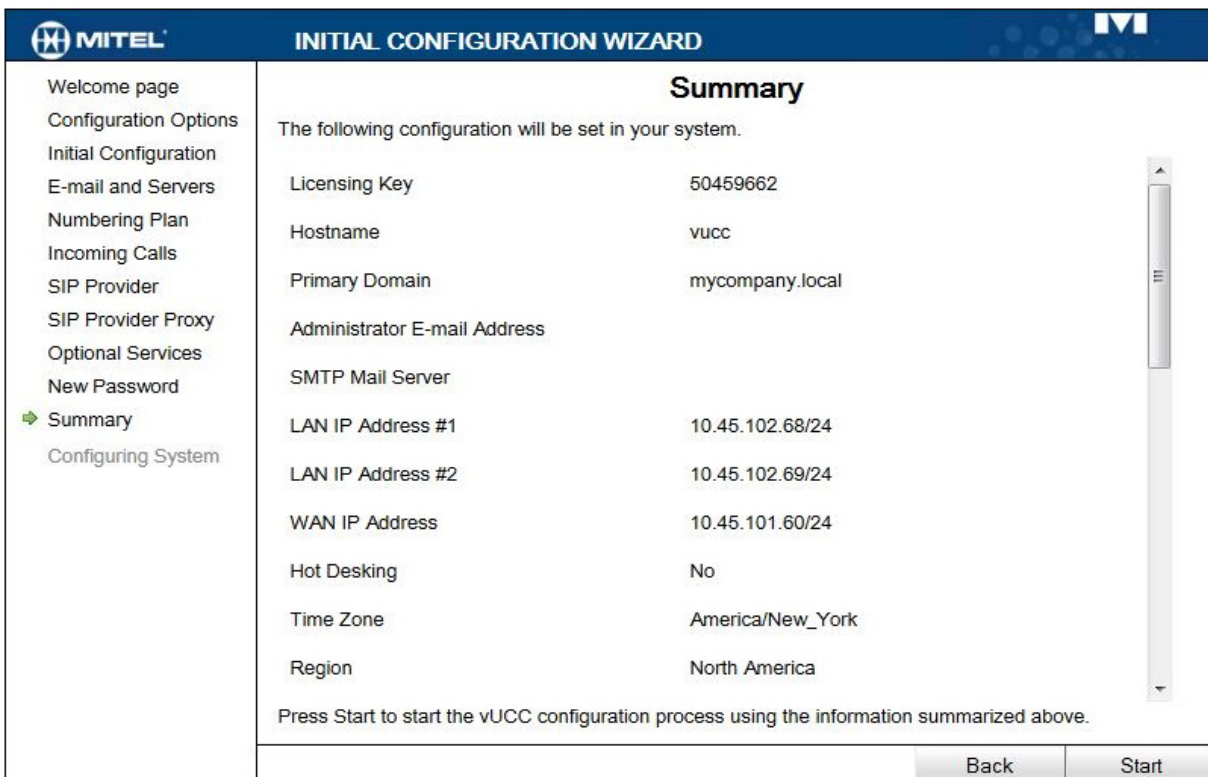 MITEL
INITIAL CONFIGURATION WIZARD
Welcome page
Configuration Options
Initial Configuration
E-mail and Servers
Numbering Plan
Incoming Calls
SIP Provider
SIP Provider Proxy
Optional Services
New Password
Summary
Configuring System
Summary
The following configuration will be set in your system.
Licensing Key 50459662
Hostname vucc
Primary Domain mycompany.local
Administrator E-mail Address
SMTP Mail Server
LAN IP Address #1 10.45.102.68/24
LAN IP Address #2 10.45.102.69/24
WAN IP Address 10.45.101.60/24
Hot Desking No
Time Zone America/New_York
Region North America
Press Start to start the vUCC configuration process using the information summarized above.
Back Start